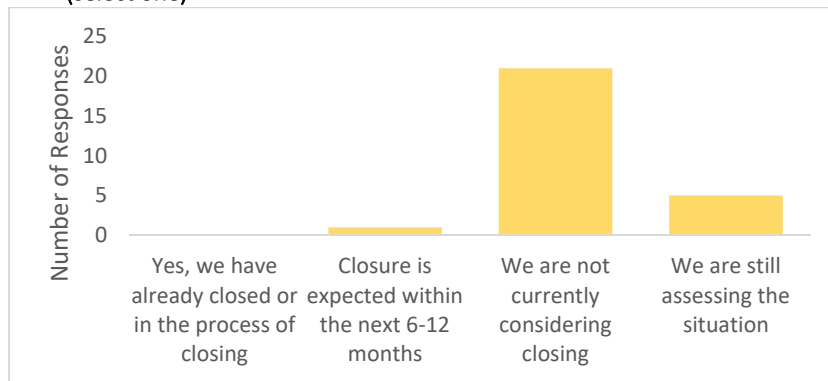 (select one)
25
20
15
10
5
0
Number of Responses
Yes, we have
already closed or
in the process of
closing
Closure is
expected within
the next 6-12
months
We are not
currently
considering
closing
We are still
assessing the
situation